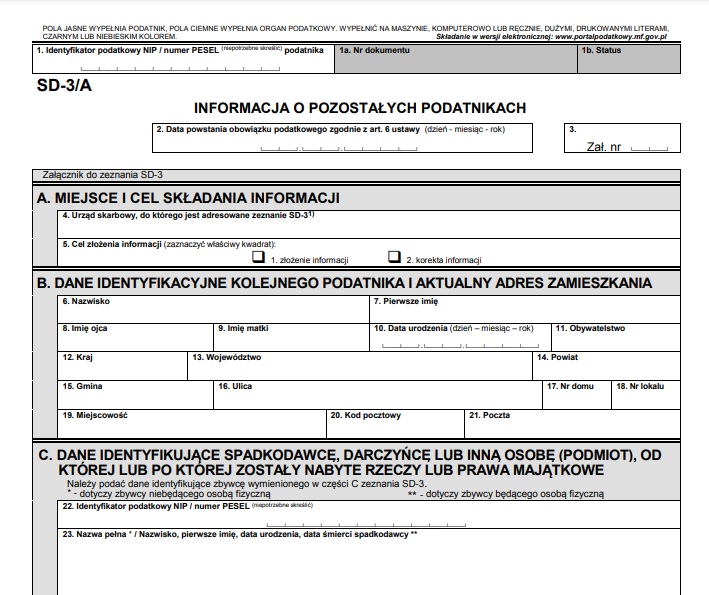 POLA JASNE WYPEŁNIA PODATNIK, POLA CIEMNE WYPEŁNIA ORGAN PODATKOWY. WYPEŁNIĆ NA MASZYNIE, KOMPUTEROWO LUB RĘCZNIE, DUŻYMI, DRUKOWANYMI LITERAMI,
CZARNYM LUB NIEBIESKIM KOLOREM. Składanie w wersji elektronicznej: www.portalpodatkowy.mf.gov.pl
1. Identyfikator podatkowy NIP / numer PESEL (niepotrzebne skreślić) podatnika 1a. Nr dokumentu 1b. Status
SD-3/A
INFORMACJA O POZOSTAŁYCH PODATNIKACH
2. Data powstania obowiązku podatkowego zgodnie z art. 6 ustawy (dzień - miesiąc - rok) 3.
Zał. nr
Załącznik do zeznania SD-3
A. MIEJSCE I CEL SKŁADANIA INFORMACJI
4. Urząd skarbowy, do którego jest adresowane zeznanie SD-3¹⁾
5. Cel złożenia informacji (zaznaczyć właściwy kwadrat):
❑ 1. złożenie informacji ❑ 2. korekta informacji
B. DANE IDENTYFIKACYJNE KOLEJNEGO PODATNIKA I AKTUALNY ADRES ZAMIESZKANIA
6. Nazwisko 7. Pierwsze imię
8. Imię ojca 9. Imię matki 10. Data urodzenia (dzień – miesiąc – rok) 11. Obywatelstwo
12. Kraj 13. Województwo 14. Powiat
15. Gmina 16. Ulica 17. Nr domu 18. Nr lokalu
19. Miejscowość 20. Kod pocztowy 21. Poczta
C. DANE IDENTYFIKUJĄCE SPADKODAWCĘ, DARCZYŃCĘ LUB INNĄ OSOBĘ (PODMIOT), OD
KTÓREJ LUB PO KTÓREJ ZOSTAŁY NABYTE RZECZY LUB PRAWA MAJĄTKOWE
Należy podać dane identyfikujące zbywcę wymienionego w części C zeznania SD-3.
* - dotyczy zbywcy niebędącego osobą fizyczną ** - dotyczy zbywcy będącego osobą fizyczną
22. Identyfikator podatkowy NIP / numer PESEL (niepotrzebne skreślić)
23. Nazwa pełna * / Nazwisko, pierwsze imię, data urodzenia, data śmierci spadkodawcy **